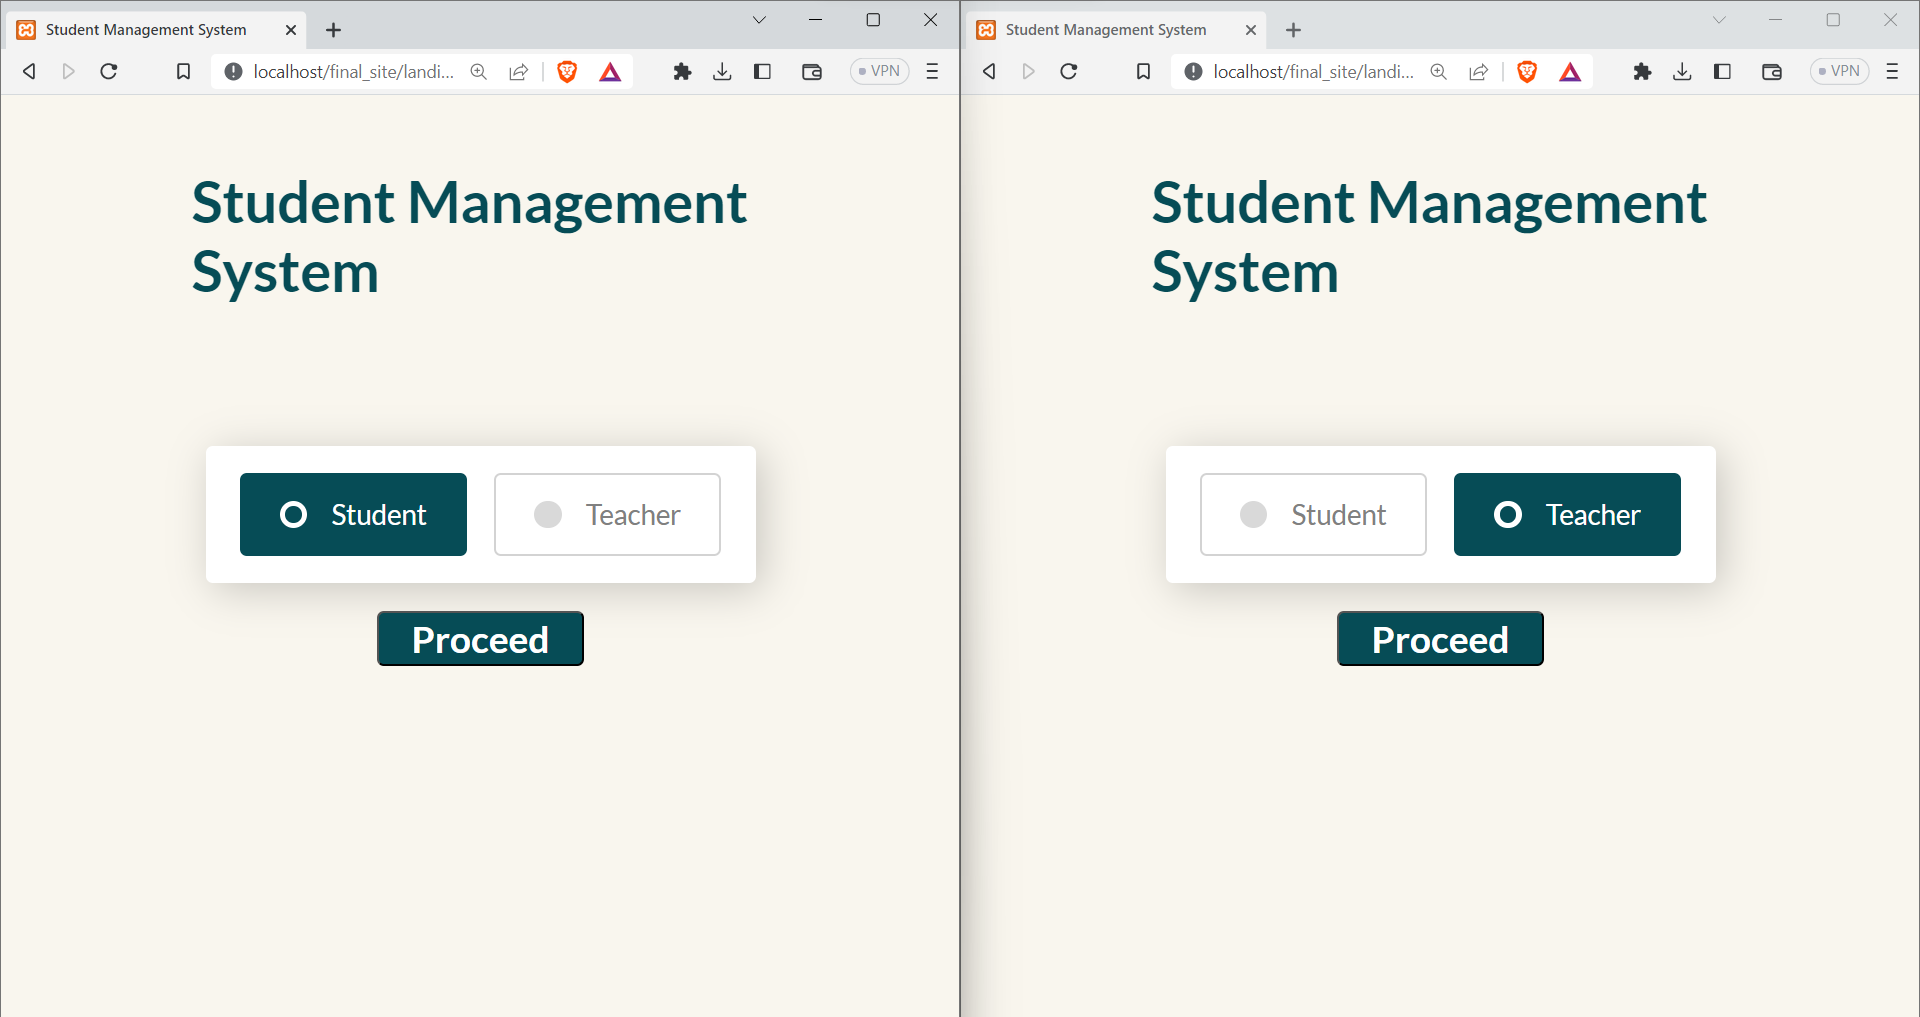 Student Management System
localhost/final_site/landi...
VPN
Student Management
System
Student
Teacher
Proceed
Student Management System
localhost/final_site/landi...
VPN
Student Management
System
Student
Teacher
Proceed